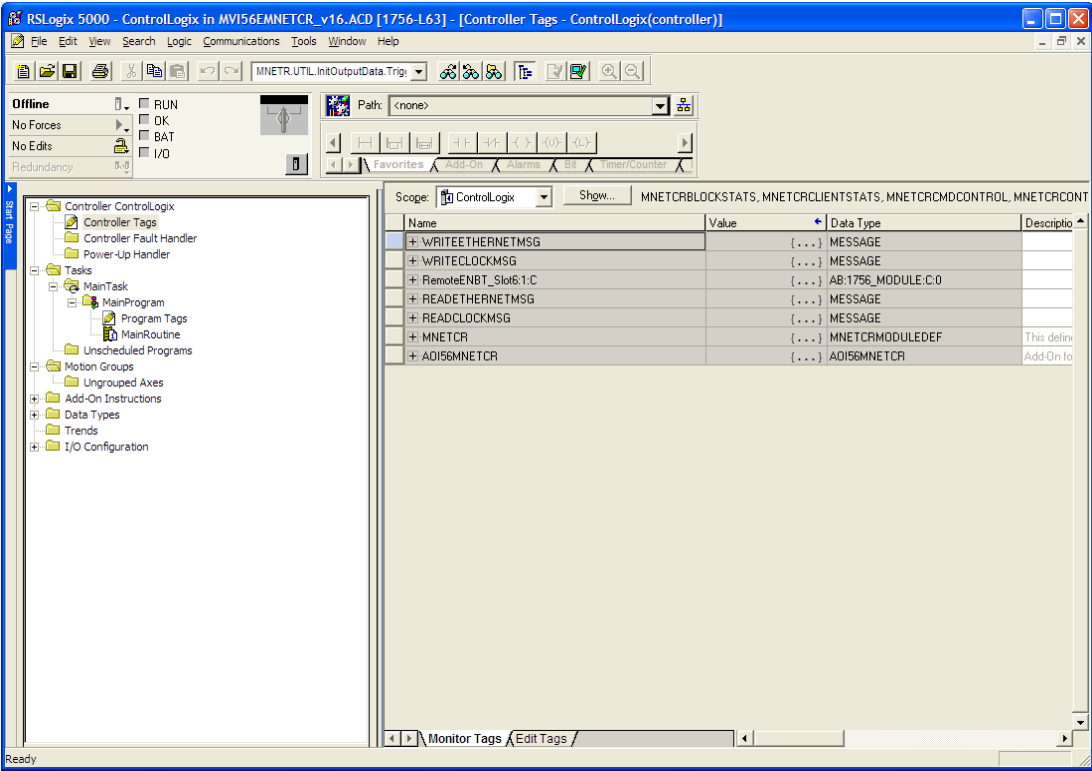 RSLogix 5000 - ControlLogix in MVI56EMNETCR_v16.ACD [1756-L63] - [Controller Tags - ControlLogix(controller)]
File Edit View Search Logic Communications Tools Window Help
MNETR.UTIL.InitOutputData.Trig
Offline
No Forces
No Edits
Redundancy
RUN
OK
BAT
I/O
Path: <none>
Favorites Add-On Alarms Bit Timer/Counter
Start Page
Controller ControlLogix
Controller Tags
Controller Fault Handler
Power-Up Handler
Tasks
MainTask
MainProgram
Program Tags
MainRoutine
Unscheduled Programs
Motion Groups
Ungrouped Axes
Add-On Instructions
Data Types
Trends
I/O Configuration
Scope: ControlLogix Show... MNETCRBLOCKSTATS, MNETCRCLIENTSTATS, MNETCRCMDCONTROL, MNETCRCONT
Name Value Data Type Descriptio
WRITEETHERNETMSG {...} MESSAGE
WRITECLOCKMSG {...} MESSAGE
RemoteENBT_Slot6:1:C {...} AB:1756_MODULE:C:0
READETHERNETMSG {...} MESSAGE
READCLOCKMSG {...} MESSAGE
MNETCR {...} MNETCRMODULEDEF This define
AOI56MNETCR {...} AOI56MNETCR Add-On fo
Monitor Tags Edit Tags
Ready